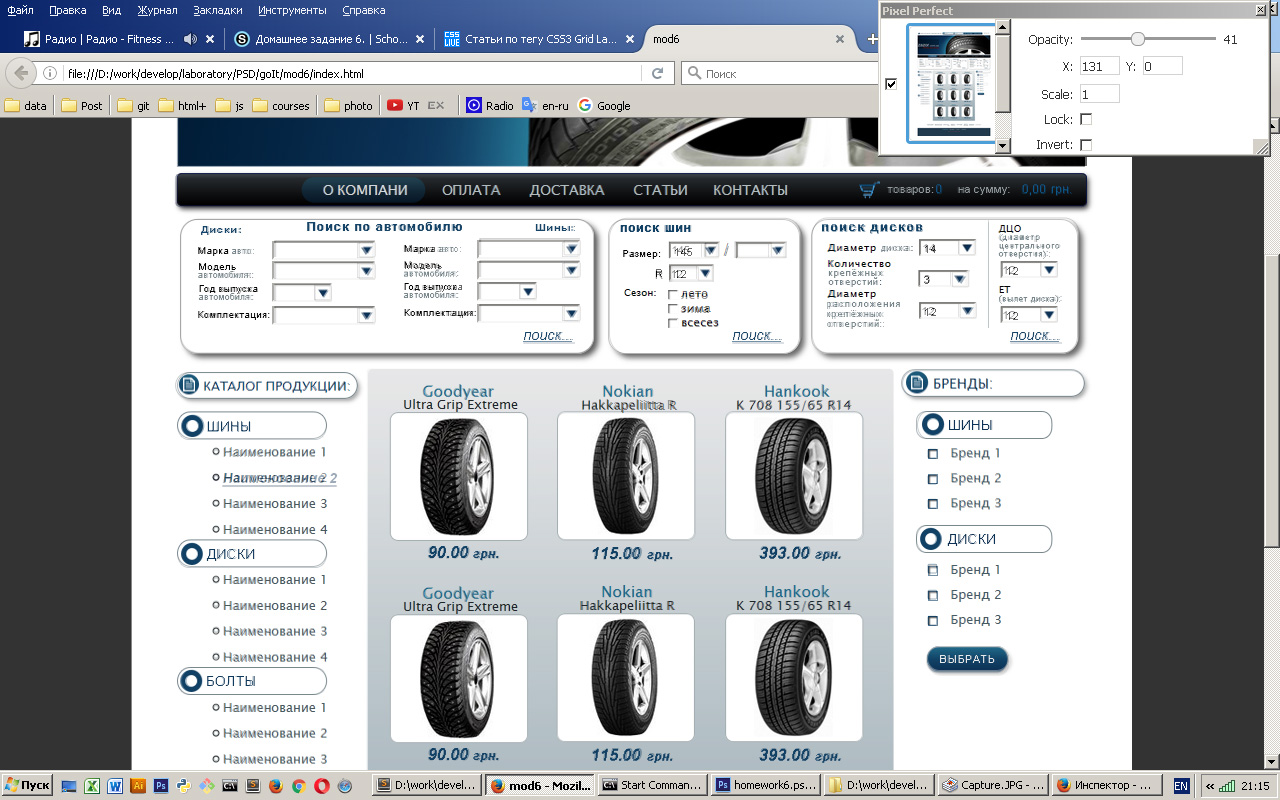 Файл Правка Вид Журнал Закладки Инструменты Справка
Pixel Perfect
Радио | Радио - Fitness ...
Домашнее задание 6. | Scho...
CSS LIVE Статьи по тегу CSS3 Grid La...
mod6
Opacity: 41
X: 131 Y: 0
Scale: 1
Lock:
Invert:
file:///D:/work/develop/laboratory/PSD/goit/mod6/index.html
Поиск
data Post git html+ js courses photo YT EX Radio en-ru Google
О КОМПАНИ ОПЛАТА ДОСТАВКА СТАТЬИ КОНТАКТЫ товаров: 0 на сумму: 0,00 грн.
Диски: Поиск по автомобилю Шины:
Марка авто: Марка авто:
Модель автомобиля: Модель автомобиля:
Год выпуска автомобиля: Год выпуска автомобиля:
Комплектация: Комплектация:
ПОИСК...
ПОИСК ШИН
Размер: 145 /
R 12
Сезон: лето
зима
всесез
ПОИСК...
ПОИСК ДИСКОВ
Диаметр диска: 14
Количество крепёжных отверстий: 3
Диаметр расположения крепёжных отверстий: 12
ДЦО
(диаметр центрального отверстия):
12
ET
(вылет диска):
12
ПОИСК...
КАТАЛОГ ПРОДУКЦИИ:
ШИНЫ
Наименование 1
Наименование 2
Наименование 3
Наименование 4
ДИСКИ
Наименование 1
Наименование 2
Наименование 3
Наименование 4
БОЛТЫ
Наименование 1
Наименование 2
Наименование 3
Goodyear Nokian Hankook
Ultra Grip Extreme Hakkapeliitta R K 708 155/65 R14
90.00 грн. 115.00 грн. 393.00 грн.
Goodyear Nokian Hankook
Ultra Grip Extreme Hakkapeliitta R K 708 155/65 R14
90.00 грн. 115.00 грн. 393.00 грн.
БРЕНДЫ:
ШИНЫ
Бренд 1
Бренд 2
Бренд 3
ДИСКИ
Бренд 1
Бренд 2
Бренд 3
ВЫБРАТЬ
Пуск D:\work\devel... mod6 - Mozil... Start Comman... homework6.ps... D:\work\deve... Capture.JPG - ... Инспектор - ... EN 21:15